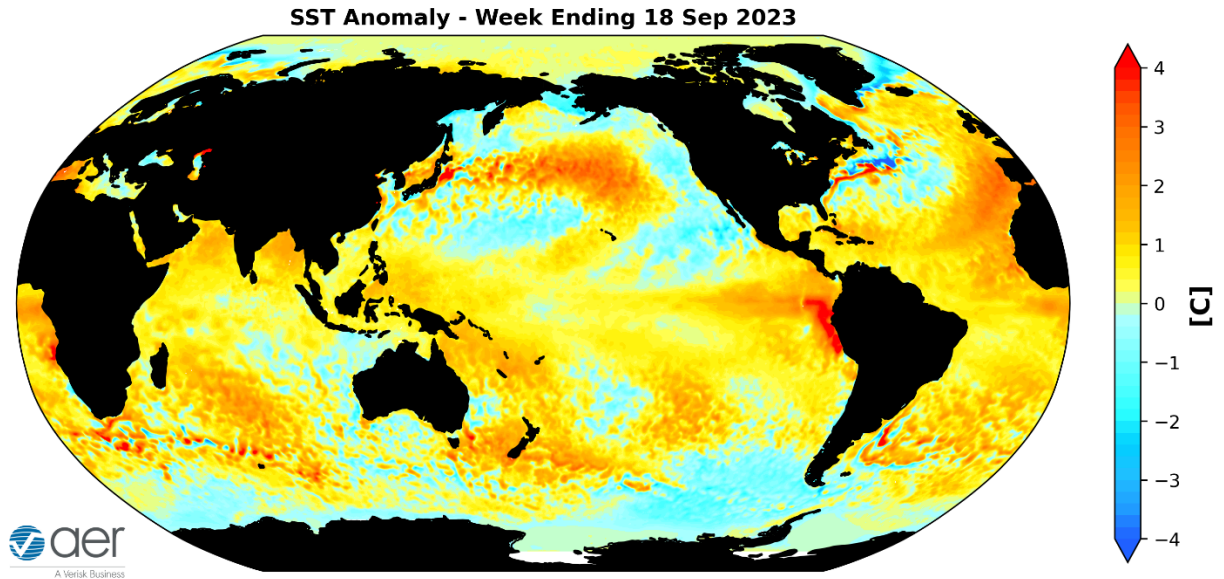 SST Anomaly - Week Ending 18 Sep 2023
4
3
2
1
0
−1
−2
−3
−4
[C]
aer
A Verisk Business